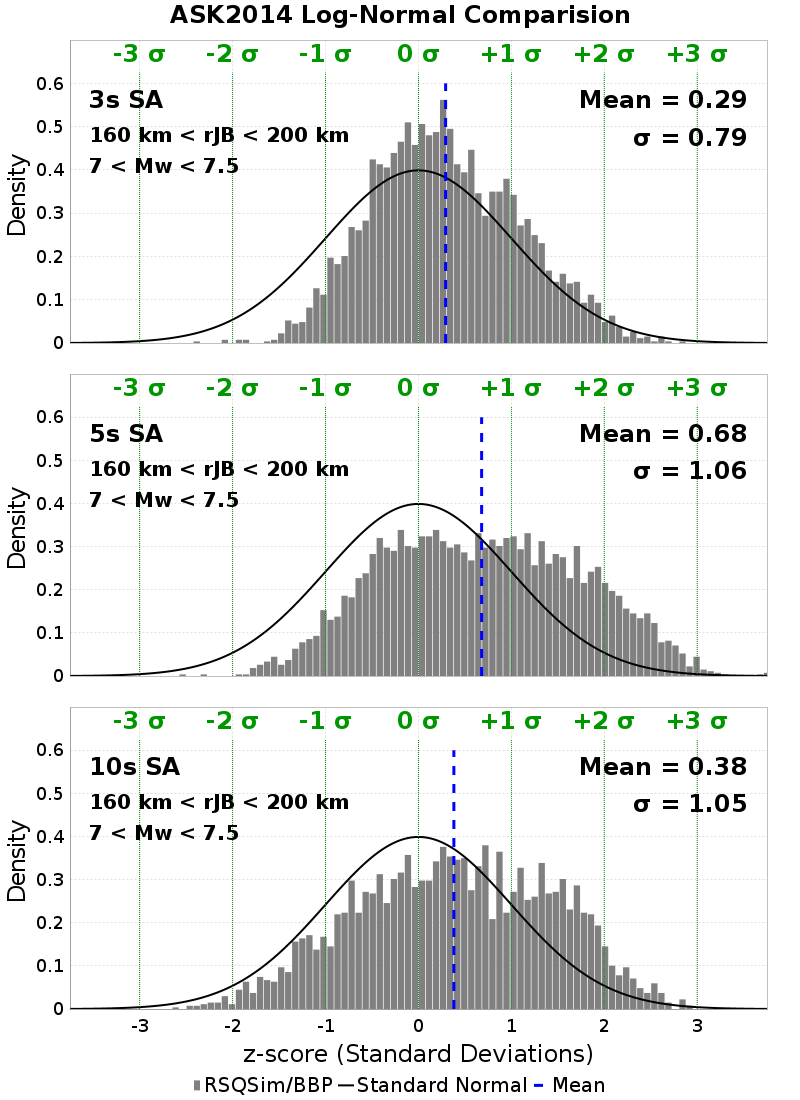 ASK2014 Log-Normal Comparision
-3 σ -2 σ -1 σ 0 σ +1 σ +2 σ +3 σ
3s SA
160 km < rJB < 200 km
7 < Mw < 7.5
Mean = 0.29
σ = 0.79
Density
0.6
0.5
0.4
0.3
0.2
0.1
0
-3 σ -2 σ -1 σ 0 σ +1 σ +2 σ +3 σ
5s SA
160 km < rJB < 200 km
7 < Mw < 7.5
Mean = 0.68
σ = 1.06
Density
0.6
0.5
0.4
0.3
0.2
0.1
0
-3 σ -2 σ -1 σ 0 σ +1 σ +2 σ +3 σ
10s SA
160 km < rJB < 200 km
7 < Mw < 7.5
Mean = 0.38
σ = 1.05
Density
0.6
0.5
0.4
0.3
0.2
0.1
0
-3 -2 -1 0 1 2 3
z-score (Standard Deviations)
RSQSim/BBP Standard Normal Mean